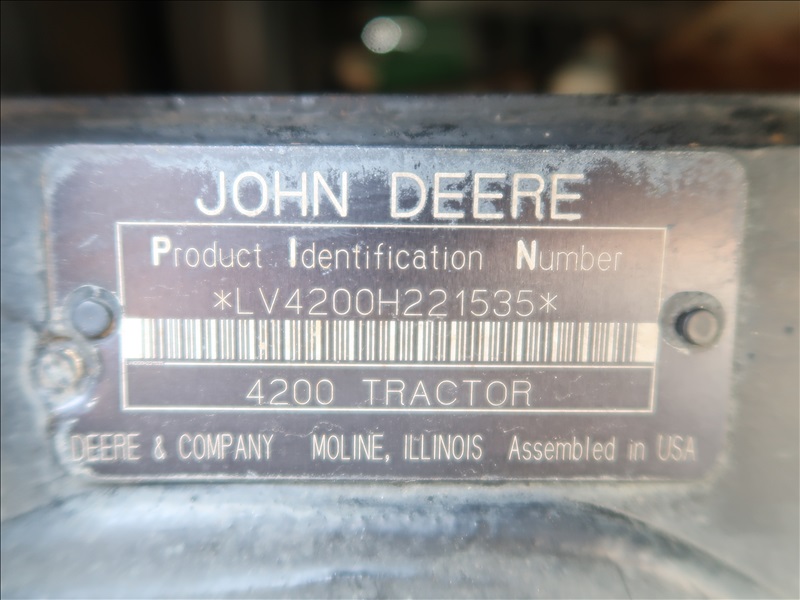 JOHN DEERE
Product Identification Number
*LV4200H221535*
4200 TRACTOR
DEERE & COMPANY MOLINE, ILLINOIS Assembled in USA